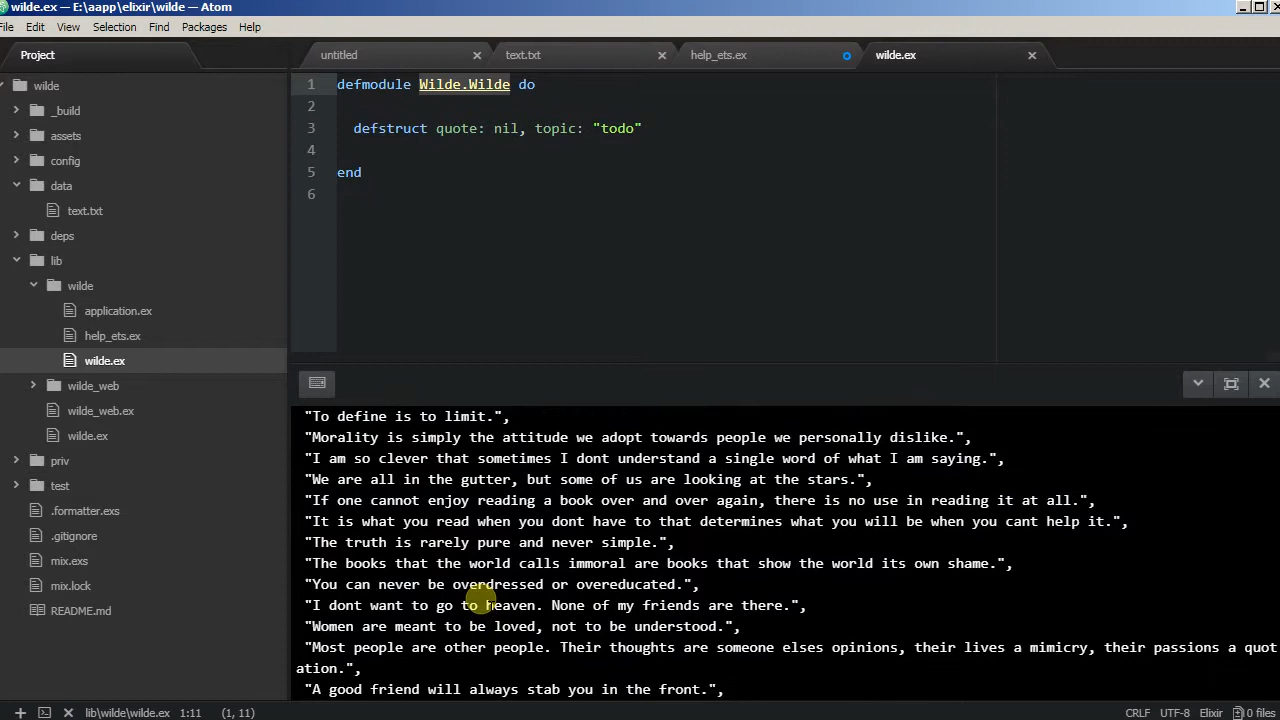 wilde.ex — E:\aapp\elixir\wilde — Atom
File Edit View Selection Find Packages Help
Project
untitled
text.txt
help_ets.ex
wilde.ex
wilde
_build
assets
config
data
text.txt
deps
lib
wilde
application.ex
help_ets.ex
wilde.ex
wilde_web
wilde_web.ex
wilde.ex
priv
test
.formatter.exs
.gitignore
mix.exs
mix.lock
README.md
1 defmodule Wilde.Wilde do
2
3 defstruct quote: nil, topic: "todo"
4
5 end
6
"To define is to limit.",
"Morality is simply the attitude we adopt towards people we personally dislike.",
"I am so clever that sometimes I dont understand a single word of what I am saying.",
"We are all in the gutter, but some of us are looking at the stars.",
"If one cannot enjoy reading a book over and over again, there is no use in reading it at all.",
"It is what you read when you dont have to that determines what you will be when you cant help it.",
"The truth is rarely pure and never simple.",
"The books that the world calls immoral are books that show the world its own shame.",
"You can never be overdressed or overeducated.",
"I dont want to go to heaven. None of my friends are there.",
"Women are meant to be loved, not to be understood.",
"Most people are other people. Their thoughts are someone elses opinions, their lives a mimicry, their passions a quot
ation.",
"A good friend will always stab you in the front.",
lib\wilde\wilde.ex 1:11 (1, 11)
CRLF UTF-8 Elixir 0 files